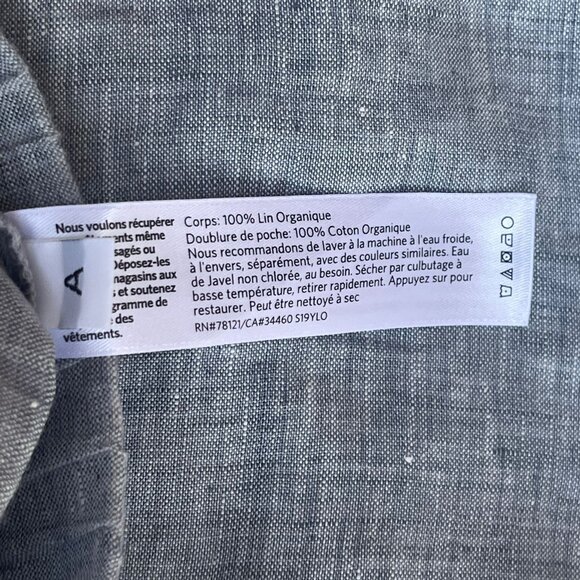 Nous voulons récupérer
même
usagés ou
Déposez-les
magasins aux
et soutenez
programme de
des
vêtements.
A
Corps: 100% Lin Organique
Doublure de poche: 100% Coton Organique
Nous recommandons de laver à la machine à l'eau froide,
à l'envers, séparément, avec des couleurs similaires. Eau
de Javel non chlorée, au besoin. Sécher par culbutage à
basse température, retirer rapidement. Appuyez sur pour
restaurer. Peut être nettoyé à sec
RN#78121/CA#34460 S19YLO